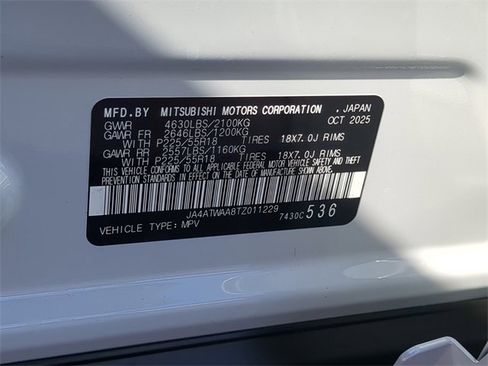 MFD.BY MITSUBISHI MOTORS CORPORATION , JAPAN
GVWR 4630LBS/2100KG OCT 2025
GAWR FR 2646LBS/1200KG
WITH P225/55R18 TIRES 18X7.0J RIMS
GAWR RR 2557LBS/1160KG
WITH P225/55R18 TIRES 18X7.0J RIMS
THIS VEHICLE CONFORMS TO ALL APPLICABLE FEDERAL MOTOR VEHICLE SAFETY AND THEFT
PREVENTION STANDARDS IN EFFECT ON THE DATE OF MANUFACTURE SHOWN ABOVE.
JA4ATWAA8TZ011229
VEHICLE TYPE: MPV 7430C 536